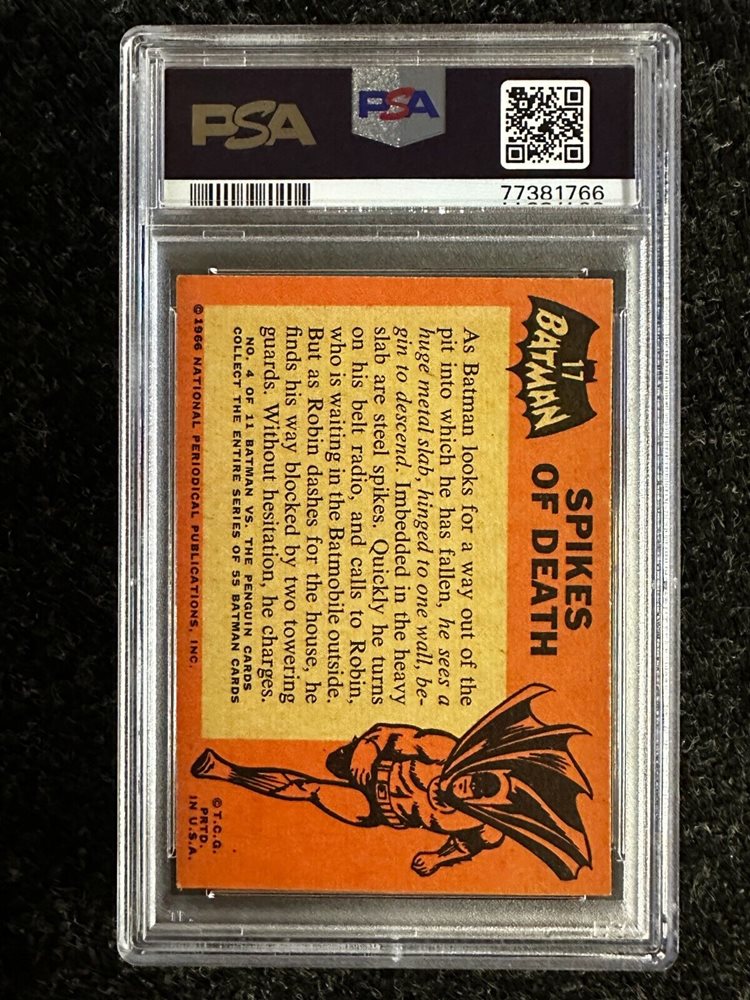 PSA
PSA
77381766
17
BATMAN
SPIKES
OF DEATH
As Batman looks for a way out of the
pit into which he has fallen, he sees a
huge metal slab, hinged to one wall, be-
gin to descend. Imbedded in the heavy
slab are steel spikes. Quickly he turns
on his belt radio, and calls to Robin,
who is waiting in the Batmobile outside.
But as Robin dashes for the house, he
finds his way blocked by two towering
guards. Without hesitation, he charges.
NO. 4 OF 11 BATMAN VS. THE PENGUIN CARDS
COLLECT THE ENTIRE SERIES OF 55 BATMAN CARDS
© 1966 NATIONAL PERIODICAL PUBLICATIONS, INC.
© T.C.G.
PRTD.
IN U.S.A.